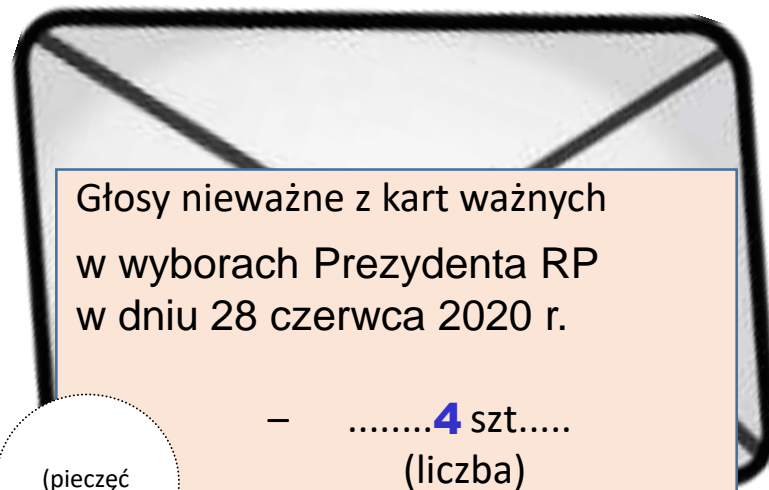 Głosy nieważne z kart ważnych
w wyborach Prezydenta RP
w dniu 28 czerwca 2020 r.
– ........4 szt.....
(liczba)
(pieczęć